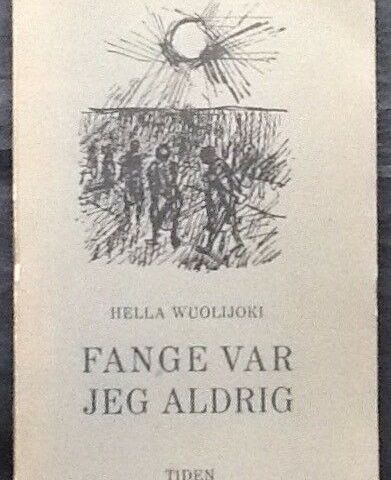 HELLA WUOLIJOKI
FANGE VAR
JEG ALDRIG
TIDEN